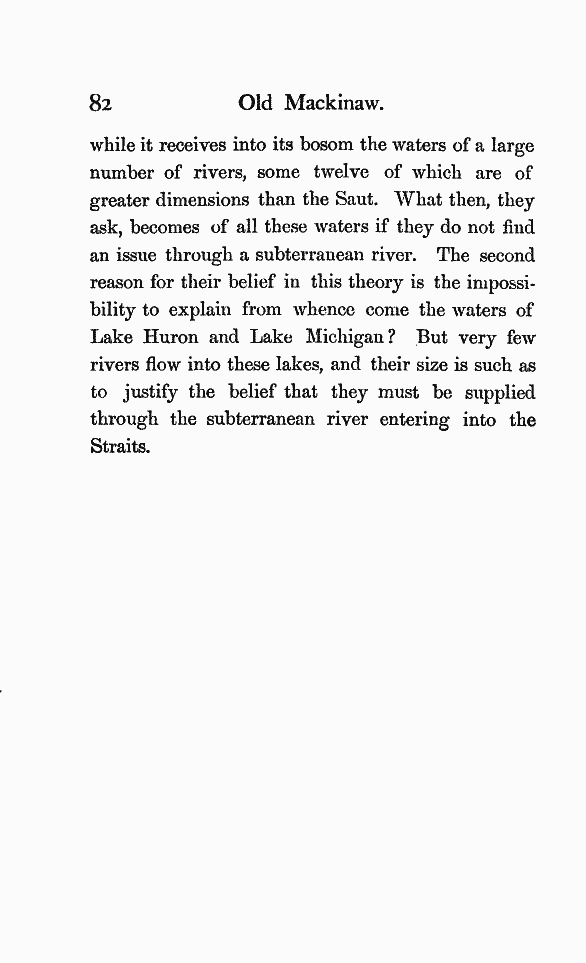 82 Old Mackinaw.
while it receives into its bosom the waters of a large
number of rivers, some twelve of which are of
greater dimensions than the Saut. What then, they
ask, becomes of all these waters if they do not find
an issue through a subterranean river. The second
reason for their belief in this theory is the impossi-
bility to explain from whence come the waters of
Lake Huron and Lake Michigan? But very few
rivers flow into these lakes, and their size is such as
to justify the belief that they must be supplied
through the subterranean river entering into the
Straits.